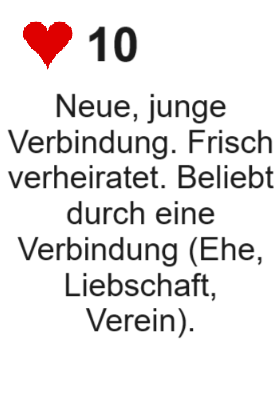 10
Neue, junge
Verbindung. Frisch
verheiratet. Beliebt
durch eine
Verbindung (Ehe,
Liebschaft,
Verein).